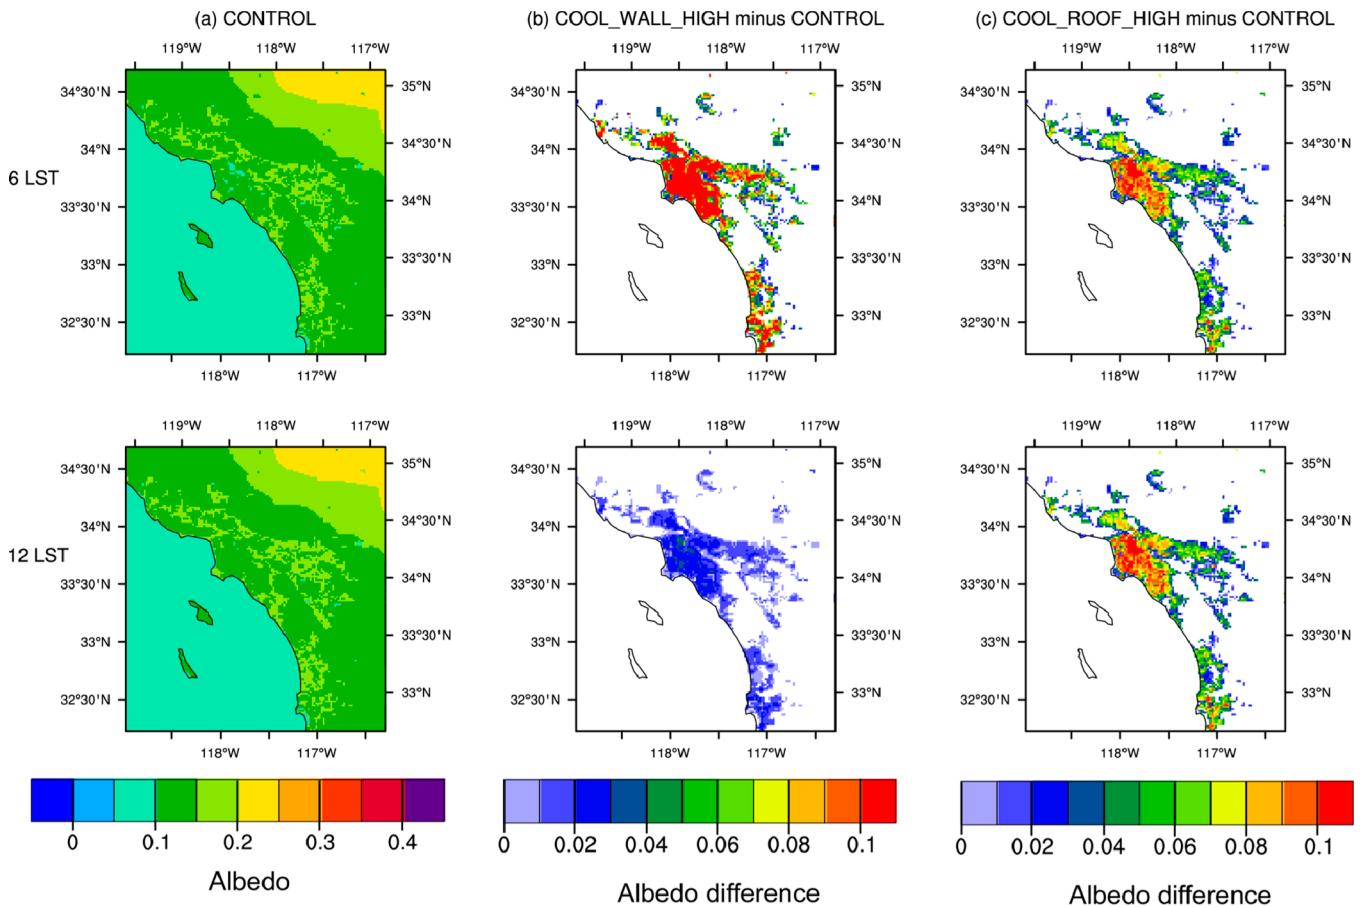 (a) CONTROL
(b) COOL_WALL_HIGH minus CONTROL
(c) COOL_ROOF_HIGH minus CONTROL
119°W 118°W 117°W
119°W 118°W 117°W
119°W 118°W 117°W
6 LST
34°30'N
34°N
33°30'N
33°N
32°30'N
35°N
34°30'N
34°N
33°30'N
33°N
34°30'N
34°N
33°30'N
33°N
32°30'N
35°N
34°30'N
34°N
33°30'N
33°N
34°30'N
34°N
33°30'N
33°N
32°30'N
35°N
34°30'N
34°N
33°30'N
33°N
118°W 117°W
118°W 117°W
118°W 117°W
119°W 118°W 117°W
119°W 118°W 117°W
119°W 118°W 117°W
12 LST
34°30'N
34°N
33°30'N
33°N
32°30'N
35°N
34°30'N
34°N
33°30'N
33°N
34°30'N
34°N
33°30'N
33°N
32°30'N
35°N
34°30'N
34°N
33°30'N
33°N
34°30'N
34°N
33°30'N
33°N
32°30'N
35°N
34°30'N
34°N
33°30'N
33°N
118°W 117°W
118°W 117°W
118°W 117°W
0 0.1 0.2 0.3 0.4
Albedo
0 0.02 0.04 0.06 0.08 0.1
Albedo difference
0 0.02 0.04 0.06 0.08 0.1
Albedo difference